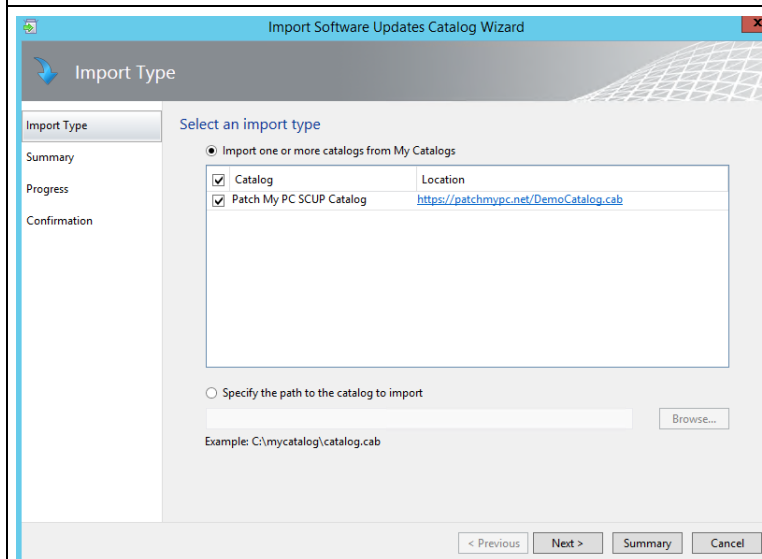 Import Software Updates Catalog Wizard
x
Import Type
Import Type
Summary
Progress
Confirmation
Select an import type
Import one or more catalogs from My Catalogs
Catalog Location
Patch My PC SCUP Catalog https://patchmypc.net/DemoCatalog.cab
Specify the path to the catalog to import
Browse...
Example: C:\mycatalog\catalog.cab
< Previous Next > Summary Cancel